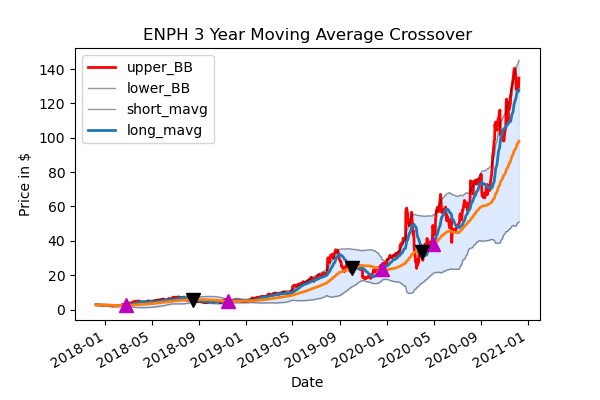 ENPH 3 Year Moving Average Crossover
upper_BB
lower_BB
short_mavg
long_mavg
Price in $
140
120
100
80
60
40
20
0
2018-01
2018-05
2018-09
2019-01
2019-05
2019-09
2020-01
2020-05
2020-09
2021-01
Date